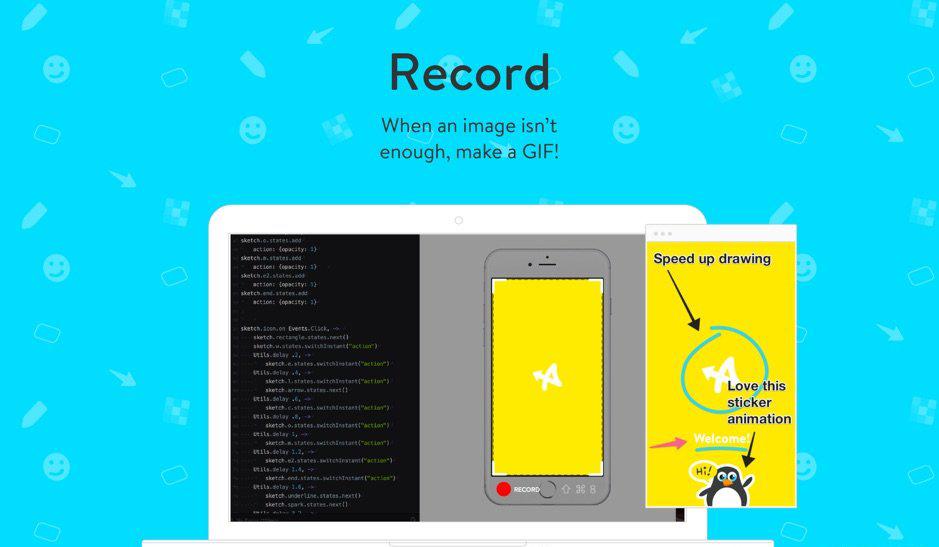 Record
When an image isn't
enough, make a GIF!
sketch.o.states.add
action: {opacity: 1}
sketch.m.states.add
action: {opacity: 1}
sketch.e2.states.add
action: {opacity: 1}
sketch.end.states.add
action: {opacity: 1}
sketch.icon.on Events.Click, ->
sketch.rectangle.states.next()
sketch.w.states.switchInstant("action")
Utils.delay .2, ->
sketch.e.states.switchInstant("action")
Utils.delay .4, ->
sketch.l.states.switchInstant("action")
sketch.arrow.states.next()
Utils.delay .6, ->
sketch.c.states.switchInstant("action")
Utils.delay .8, ->
sketch.o.states.switchInstant("action")
Utils.delay 1, ->
sketch.m.states.switchInstant("action")
Utils.delay 1.2, ->
sketch.e2.states.switchInstant("action")
Utils.delay 1.4, ->
sketch.end.states.switchInstant("action")
Utils.delay 1.6, ->
sketch.underline.states.next()
sketch.spark.states.next()
RECORD ⇧ ⌘ 8
Speed up drawing
Love this
sticker
animation
Welcome!
Hi!